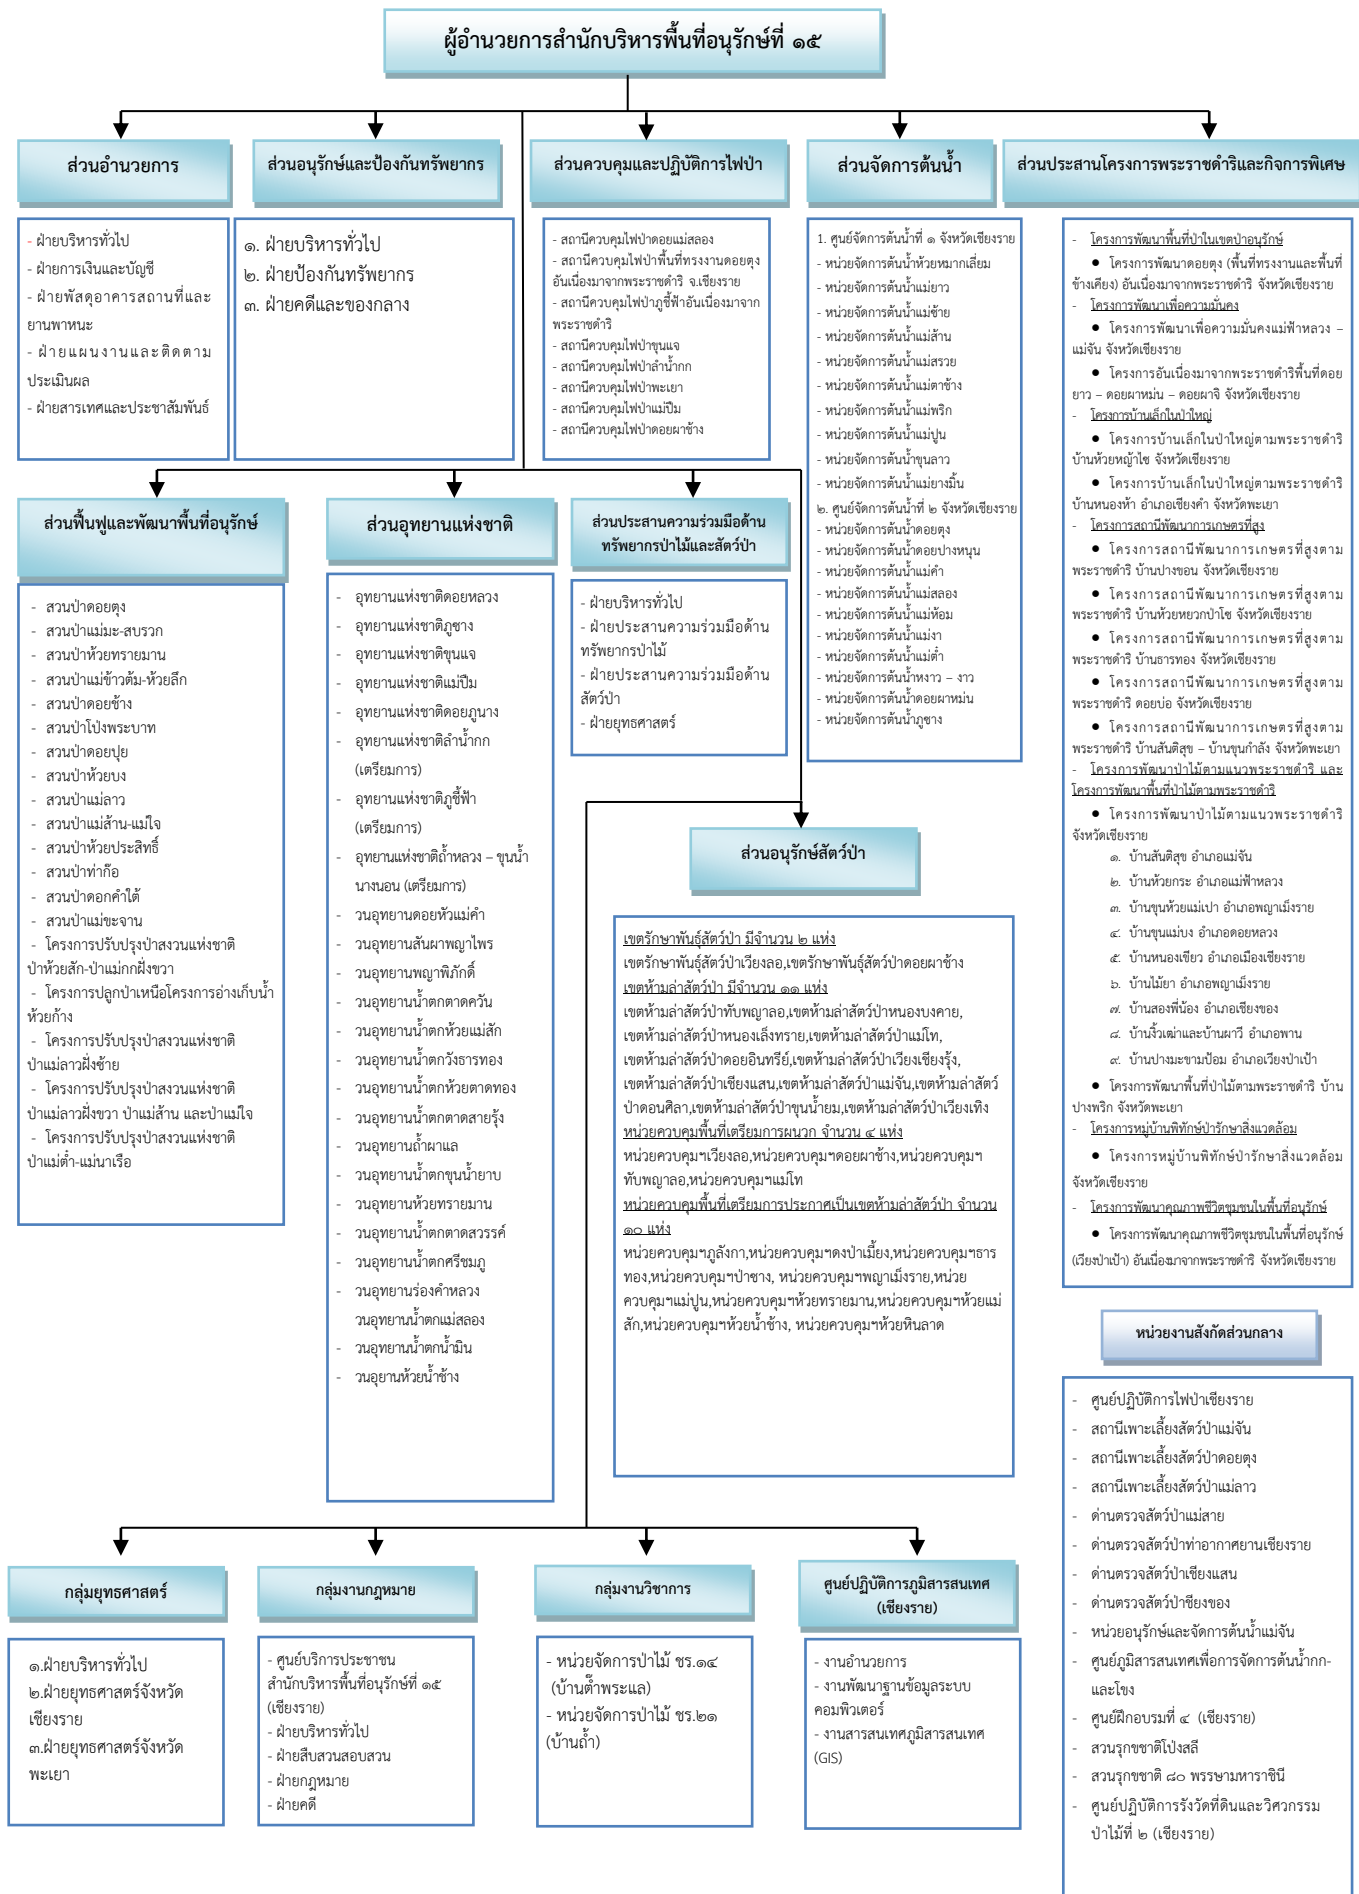 ผู้อำนวยการสำนักบริหารพื้นที่อนุรักษ์ที่ ๑๕
ส่วนอำนวยการ
- ฝ่ายบริหารทั่วไป
- ฝ่ายการเงินและบัญชี
- ฝ่ายพัสดุอาคารสถานที่และ
ยานพาหนะ
- ฝ่ายแผนงานและติดตาม
ประเมินผล
- ฝ่ายสารเทศและประชาสัมพันธ์
ส่วนอนุรักษ์และป้องกันทรัพยากร
๑. ฝ่ายบริหารทั่วไป
๒. ฝ่ายป้องกันทรัพยากร
๓. ฝ่ายคดีและของกลาง
ส่วนควบคุมและปฏิบัติการไฟป่า
- สถานีควบคุมไฟป่าดอยแม่สลอง
- สถานีควบคุมไฟป่าพื้นที่ทรงงานดอยตุง
อันเนื่องมาจากพระราชดำริ จ.เชียงราย
- สถานีควบคุมไฟป่าภูชี้ฟ้าอันเนื่องมาจาก
พระราชดำริ
- สถานีควบคุมไฟป่าขุนแจ
- สถานีควบคุมไฟป่าลำน้ำกก
- สถานีควบคุมไฟป่าพะเยา
- สถานีควบคุมไฟป่าแม่ปืม
- สถานีควบคุมไฟป่าดอยผาช้าง
ส่วนจัดการต้นน้ำ
1. ศูนย์จัดการต้นน้ำที่ ๑ จังหวัดเชียงราย
- หน่วยจัดการต้นน้ำห้วยหมากเลี่ยม
- หน่วยจัดการต้นน้ำแม่ยาว
- หน่วยจัดการต้นน้ำแม่ซ้าย
- หน่วยจัดการต้นน้ำแม่ส้าน
- หน่วยจัดการต้นน้ำแม่สรวย
- หน่วยจัดการต้นน้ำแม่ตาช้าง
- หน่วยจัดการต้นน้ำแม่พริก
- หน่วยจัดการต้นน้ำแม่ปูน
- หน่วยจัดการต้นน้ำขุนลาว
- หน่วยจัดการต้นน้ำแม่ยางมิ้น
๒. ศูนย์จัดการต้นน้ำที่ ๒ จังหวัดเชียงราย
- หน่วยจัดการต้นน้ำดอยตุง
- หน่วยจัดการต้นน้ำดอยปางหนุน
- หน่วยจัดการต้นน้ำแม่คำ
- หน่วยจัดการต้นน้ำแม่สลอง
- หน่วยจัดการต้นน้ำแม่ห้อม
- หน่วยจัดการต้นน้ำแม่งา
- หน่วยจัดการต้นน้ำแม่ต๋ำ
- หน่วยจัดการต้นน้ำหงาว – งาว
- หน่วยจัดการต้นน้ำดอยผาหม่น
- หน่วยจัดการต้นน้ำภูซาง
ส่วนประสานโครงการพระราชดำริและกิจการพิเศษ
- โครงการพัฒนาพื้นที่ป่าในเขตป่าอนุรักษ์
● โครงการพัฒนาดอยตุง (พื้นที่ทรงงานและพื้นที่
ข้างเคียง) อันเนื่องมาจากพระราชดำริ จังหวัดเชียงราย
- โครงการพัฒนาเพื่อความมั่นคง
● โครงการพัฒนาเพื่อความมั่นคงแม่ฟ้าหลวง –
แม่จัน จังหวัดเชียงราย
● โครงการอันเนื่องมาจากพระราชดำริพื้นที่ดอย
ยาว – ดอยผาหม่น – ดอยผาจิ จังหวัดเชียงราย
- โครงการบ้านเล็กในป่าใหญ่
● โครงการบ้านเล็กในป่าใหญ่ตามพระราชดำริ
บ้านห้วยหญ้าไซ จังหวัดเชียงราย
● โครงการบ้านเล็กในป่าใหญ่ตามพระราชดำริ
บ้านหนองห้า อำเภอเชียงคำ จังหวัดพะเยา
- โครงการสถานีพัฒนาการเกษตรที่สูง
● โครงการสถานีพัฒนาการเกษตรที่สูงตาม
พระราชดำริ บ้านปางขอน จังหวัดเชียงราย
● โครงการสถานีพัฒนาการเกษตรที่สูงตาม
พระราชดำริ บ้านห้วยหยวกป่าโซ จังหวัดเชียงราย
● โครงการสถานีพัฒนาการเกษตรที่สูงตาม
พระราชดำริ บ้านธารทอง จังหวัดเชียงราย
● โครงการสถานีพัฒนาการเกษตรที่สูงตาม
พระราชดำริ ดอยบ่อ จังหวัดเชียงราย
● โครงการสถานีพัฒนาการเกษตรที่สูงตาม
พระราชดำริ บ้านสันติสุข – บ้านขุนกำลัง จังหวัดพะเยา
- โครงการพัฒนาป่าไม้ตามแนวพระราชดำริ และ
โครงการพัฒนาพื้นที่ป่าไม้ตามพระราชดำริ
● โครงการพัฒนาป่าไม้ตามแนวพระราชดำริ
จังหวัดเชียงราย
๑. บ้านสันติสุข อำเภอแม่จัน
๒. บ้านห้วยกระ อำเภอแม่ฟ้าหลวง
๓. บ้านขุนห้วยแม่เปา อำเภอพญาเม็งราย
๔. บ้านขุนแม่บง อำเภอดอยหลวง
๕. บ้านหนองเขียว อำเภอเมืองเชียงราย
๖. บ้านไม้ยา อำเภอพญาเม็งราย
๗. บ้านสองพี่น้อง อำเภอเชียงของ
๘. บ้านงิ้วเฒ่าและบ้านผาวี อำเภอพาน
๙. บ้านปางมะขามป้อม อำเภอเวียงป่าเป้า
● โครงการพัฒนาพื้นที่ป่าไม้ตามพระราชดำริ บ้าน
ปางพริก จังหวัดพะเยา
- โครงการหมู่บ้านพิทักษ์ป่ารักษาสิ่งแวดล้อม
● โครงการหมู่บ้านพิทักษ์ป่ารักษาสิ่งแวดล้อม
จังหวัดเชียงราย
- โครงการพัฒนาคุณภาพชีวิตชุมชนในพื้นที่อนุรักษ์
● โครงการพัฒนาคุณภาพชีวิตชุมชนในพื้นที่อนุรักษ์
(เวียงป่าเป้า) อันเนื่องมาจากพระราชดำริ จังหวัดเชียงราย
ส่วนฟื้นฟูและพัฒนาพื้นที่อนุรักษ์
- สวนป่าดอยตุง
- สวนป่าแม่มะ-สบรวก
- สวนป่าห้วยทรายมาน
- สวนป่าแม่ข้าวต้ม-ห้วยลึก
- สวนป่าดอยช้าง
- สวนป่าโป่งพระบาท
- สวนป่าดอยปุย
- สวนป่าห้วยบง
- สวนป่าแม่ลาว
- สวนป่าแม่ส้าน-แม่ใจ
- สวนป่าห้วยประสิทธิ์
- สวนป่าท่าก๊อ
- สวนป่าดอกคำใต้
- สวนป่าแม่ขะจาน
- โครงการปรับปรุงป่าสงวนแห่งชาติ
ป่าห้วยสัก-ป่าแม่กกฝั่งขวา
- โครงการปลูกป่าเหนือโครงการอ่างเก็บน้ำ
ห้วยก้าง
- โครงการปรับปรุงป่าสงวนแห่งชาติ
ป่าแม่ลาวฝั่งซ้าย
- โครงการปรับปรุงป่าสงวนแห่งชาติ
ป่าแม่ลาวฝั่งขวา ป่าแม่ส้าน และป่าแม่ใจ
- โครงการปรับปรุงป่าสงวนแห่งชาติ
ป่าแม่ต๋ำ-แม่นาเรือ
ส่วนอุทยานแห่งชาติ
- อุทยานแห่งชาติดอยหลวง
- อุทยานแห่งชาติภูซาง
- อุทยานแห่งชาติขุนแจ
- อุทยานแห่งชาติแม่ปืม
- อุทยานแห่งชาติดอยภูนาง
- อุทยานแห่งชาติลำน้ำกก
(เตรียมการ)
- อุทยานแห่งชาติภูชี้ฟ้า
(เตรียมการ)
- อุทยานแห่งชาติถ้ำหลวง – ขุนน้ำ
นางนอน (เตรียมการ)
- วนอุทยานดอยหัวแม่คำ
- วนอุทยานสันผาพญาไพร
- วนอุทยานพญาพิภักดิ์
- วนอุทยานน้ำตกตาดควัน
- วนอุทยานน้ำตกห้วยแม่สัก
- วนอุทยานน้ำตกวังธารทอง
- วนอุทยานน้ำตกห้วยตาดทอง
- วนอุทยานน้ำตกตาดสายรุ้ง
- วนอุทยานถ้ำผาแล
- วนอุทยานน้ำตกขุนน้ำยาบ
- วนอุทยานห้วยทรายมาน
- วนอุทยานน้ำตกตาดสวรรค์
- วนอุทยานน้ำตกศรีชมภู
- วนอุทยานร่องคำหลวง
วนอุทยานน้ำตกแม่สลอง
- วนอุทยานน้ำตกน้ำมิน
- วนอุยานห้วยน้ำช้าง
ส่วนประสานความร่วมมือด้าน
ทรัพยากรป่าไม้และสัตว์ป่า
- ฝ่ายบริหารทั่วไป
- ฝ่ายประสานความร่วมมือด้าน
ทรัพยากรป่าไม้
- ฝ่ายประสานความร่วมมือด้าน
สัตว์ป่า
- ฝ่ายยุทธศาสตร์
ส่วนอนุรักษ์สัตว์ป่า
เขตรักษาพันธุ์สัตว์ป่า มีจำนวน ๒ แห่ง
เขตรักษาพันธุ์สัตว์ป่าเวียงลอ,เขตรักษาพันธุ์สัตว์ป่าดอยผาช้าง
เขตห้ามล่าสัตว์ป่า มีจำนวน ๑๑ แห่ง
เขตห้ามล่าสัตว์ป่าทับพญาลอ,เขตห้ามล่าสัตว์ป่าหนองบงคาย,
เขตห้ามล่าสัตว์ป่าหนองเล็งทราย,เขตห้ามล่าสัตว์ป่าแม่โท,
เขตห้ามล่าสัตว์ป่าดอยอินทรีย์,เขตห้ามล่าสัตว์ป่าเวียงเชียงรุ้ง,
เขตห้ามล่าสัตว์ป่าเชียงแสน,เขตห้ามล่าสัตว์ป่าแม่จัน,เขตห้ามล่าสัตว์
ป่าดอนศิลา,เขตห้ามล่าสัตว์ป่าขุนน้ำยม,เขตห้ามล่าสัตว์ป่าเวียงเทิง
หน่วยควบคุมพื้นที่เตรียมการผนวก จำนวน ๔ แห่ง
หน่วยควบคุมฯเวียงลอ,หน่วยควบคุมฯดอยผาช้าง,หน่วยควบคุมฯ
ทับพญาลอ,หน่วยควบคุมฯแม่โท
หน่วยควบคุมพื้นที่เตรียมการประกาศเป็นเขตห้ามล่าสัตว์ป่า จำนวน
๑๐ แห่ง
หน่วยควบคุมฯภูลังกา,หน่วยควบคุมฯดงป่าเมี้ยง,หน่วยควบคุมฯธาร
ทอง,หน่วยควบคุมฯป่าซาง, หน่วยควบคุมฯพญาเม็งราย,หน่วย
ควบคุมฯแม่ปูน,หน่วยควบคุมฯห้วยทรายมาน,หน่วยควบคุมฯห้วยแม่
สัก,หน่วยควบคุมฯห้วยน้ำช้าง, หน่วยควบคุมฯห้วยหินลาด
หน่วยงานสังกัดส่วนกลาง
- ศูนย์ปฏิบัติการไฟป่าเชียงราย
- สถานีเพาะเลี้ยงสัตว์ป่าแม่จัน
- สถานีเพาะเลี้ยงสัตว์ป่าดอยตุง
- สถานีเพาะเลี้ยงสัตว์ป่าแม่ลาว
- ด่านตรวจสัตว์ป่าแม่สาย
- ด่านตรวจสัตว์ป่าท่าอากาศยานเชียงราย
- ด่านตรวจสัตว์ป่าเชียงแสน
- ด่านตรวจสัตว์ป่าชียงของ
- หน่วยอนุรักษ์และจัดการต้นน้ำแม่จัน
- ศูนย์ภูมิสารสนเทศเพื่อการจัดการต้นน้ำกก-
และโขง
- ศูนย์ฝึกอบรมที่ ๔ (เชียงราย)
- สวนรุกขชาติโป่งสลี
- สวนรุกขชาติ ๘๐ พรรษามหาราชินี
- ศูนย์ปฏิบัติการรังวัดที่ดินและวิศวกรรม
ป่าไม้ที่ ๒ (เชียงราย)
กลุ่มยุทธศาสตร์
๑.ฝ่ายบริหารทั่วไป
๒.ฝ่ายยุทธศาสตร์จังหวัด
เชียงราย
๓.ฝ่ายยุทธศาสตร์จังหวัด
พะเยา
กลุ่มงานกฎหมาย
- ศูนย์บริการประชาชน
สำนักบริหารพื้นที่อนุรักษ์ที่ ๑๕
(เชียงราย)
- ฝ่ายบริหารทั่วไป
- ฝ่ายสืบสวนสอบสวน
- ฝ่ายกฎหมาย
- ฝ่ายคดี
กลุ่มงานวิชาการ
- หน่วยจัดการป่าไม้ ชร.๑๔
(บ้านต๊ำพระแล)
- หน่วยจัดการป่าไม้ ชร.๒๑
(บ้านถ้ำ)
ศูนย์ปฏิบัติการภูมิสารสนเทศ
(เชียงราย)
- งานอำนวยการ
- งานพัฒนาฐานข้อมูลระบบ
คอมพิวเตอร์
- งานสารสนเทศภูมิสารสนเทศ
(GIS)